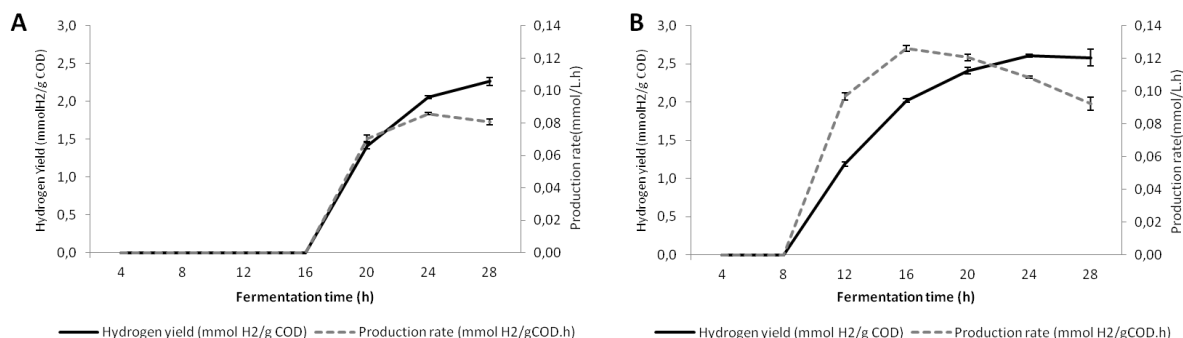 A
Hydrogen Yield (mmolH2/g COD)
3,0
2,5
2,0
1,5
1,0
0,5
0,0
0,14
0,12
0,10
0,08
0,06
0,04
0,02
0,00
Production rate(mmol/L.h)
4 8 12 16 20 24 28
Fermentation time (h)
Hydrogen yield (mmol H2/g COD) Production rate (mmol H2/gCOD.h)
B
Hydrogen Yield (mmolH2/g COD)
3,0
2,5
2,0
1,5
1,0
0,5
0,0
0,14
0,12
0,10
0,08
0,06
0,04
0,02
0,00
Production rate(mmol/L.h)
4 8 12 16 20 24 28
Fermentation time (h)
Hydrogen yield (mmol H2/g COD) Production rate (mmol H2/gCOD.h)